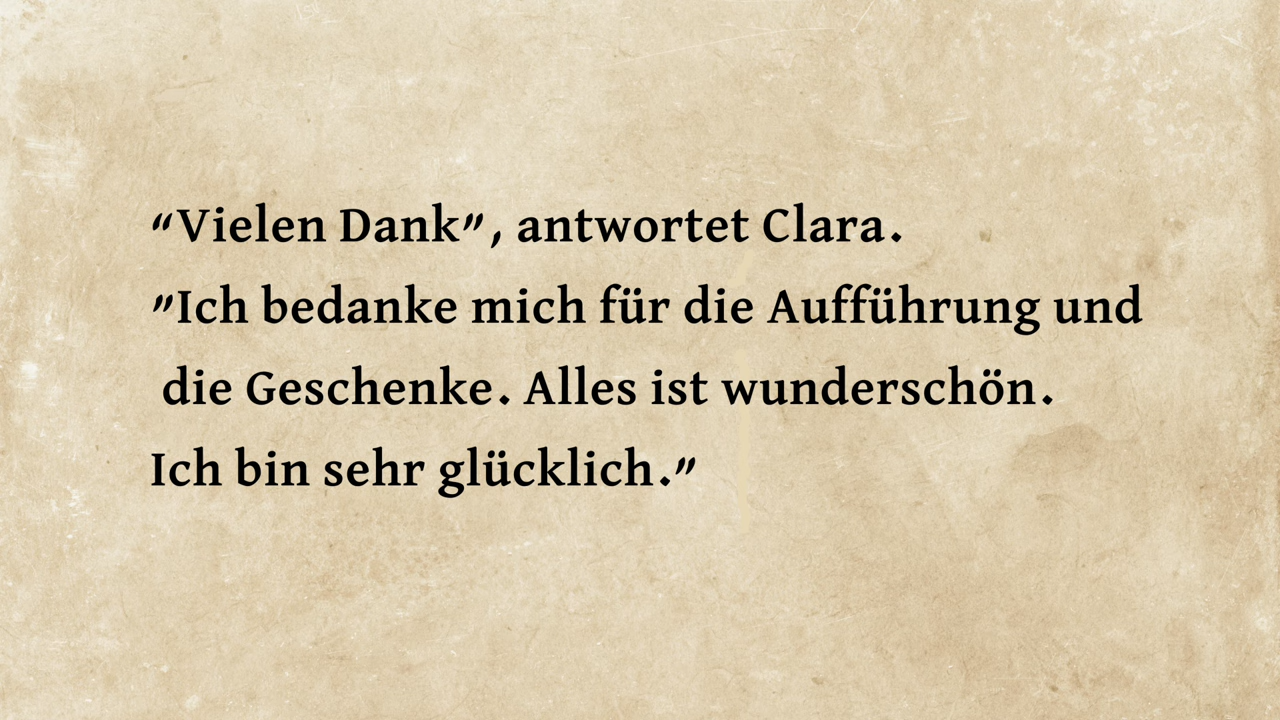 “Vielen Dank”, antwortet Clara.
”Ich bedanke mich für die Aufführung und
die Geschenke. Alles ist wunderschön.
Ich bin sehr glücklich.”